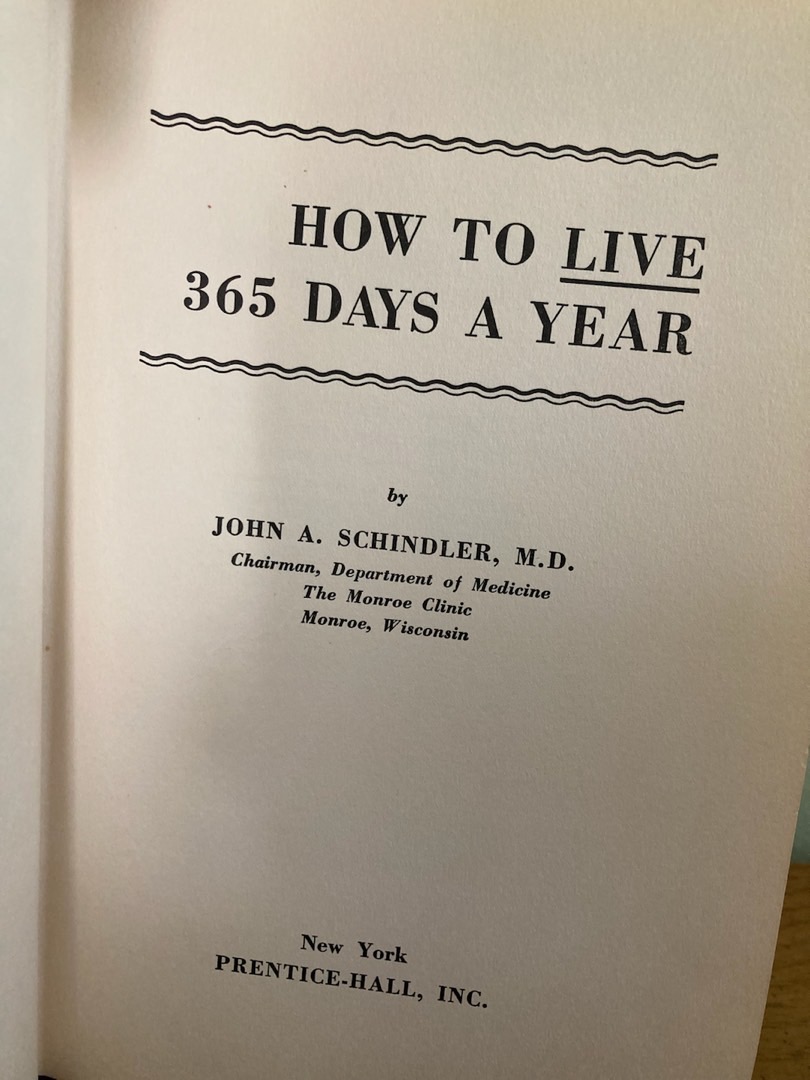 HOW TO LIVE
365 DAYS A YEAR
by
JOHN A. SCHINDLER, M.D.
Chairman, Department of Medicine
The Monroe Clinic
Monroe, Wisconsin
New York
PRENTICE-HALL, INC.